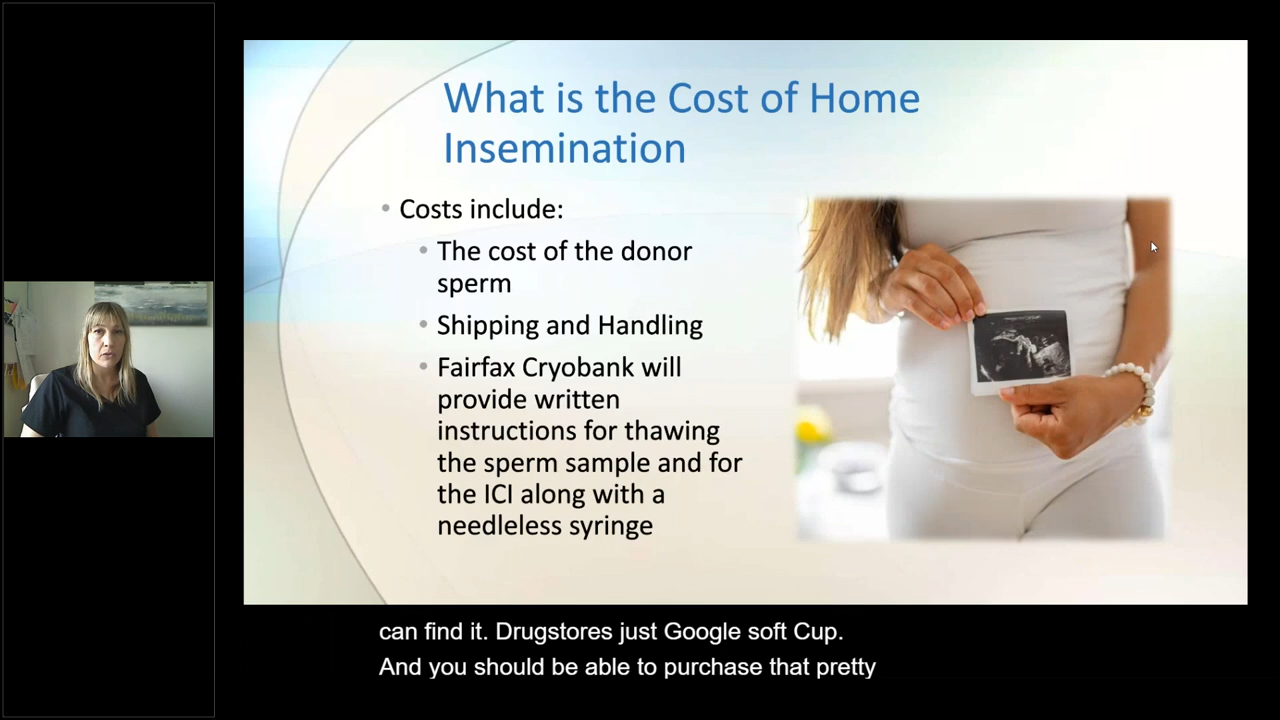 What is the Cost of Home
Insemination
• Costs include:
• The cost of the donor
sperm
• Shipping and Handling
• Fairfax Cryobank will
provide written
instructions for thawing
the sperm sample and for
the ICI along with a
needleless syringe
can find it. Drugstores just Google soft Cup.
And you should be able to purchase that pretty